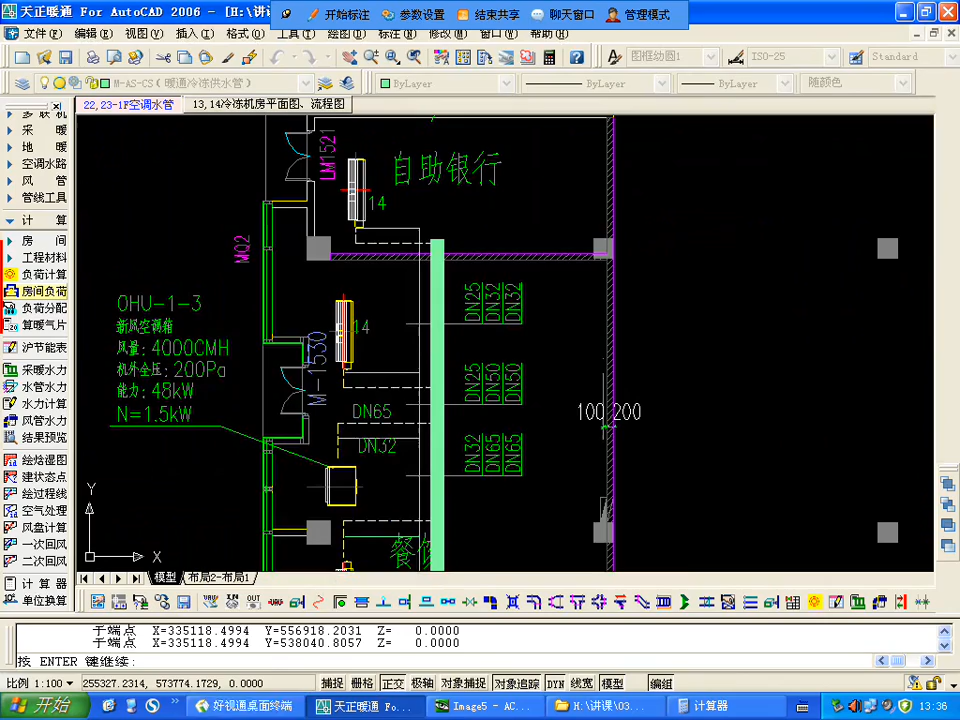 天正暖通 For AutoCAD 2006 - [H:\讲课
开始标注 参数设置 结束共享 聊天窗口 管理模式
文件(F) 编辑(E) 视图(V) 插入(I) 格式(O) 工具(T) 绘图(D) 标注(N) 修改(M) 窗口(W) 帮助(H)
图框幼圆1 ISO-25 Standard
M-AS-CS(暖通冷冻供水管) ByLayer ByLayer ByLayer 随颜色
22,23-1F空调水管 13,14冷冻机房平面图、流程图
多联机
采 暖
地 暖
空调水路
风 管
管线工具
计 算
房 间
工程材料
负荷计算
房间负荷
负荷分配
算暖气片
沪节能表
采暖水力
水管水力
水力计算
风管水力
结果预览
绘焓湿图
建状态点
绘过程线
空气处理
风盘计算
一次回风
二次回风
计 算 器
单位换算
LM1521
自助银行
14
MQ2
OHU-1-3
新风空调箱
风量: 4000CMH
机外全压: 200Pa
能力: 48kW
N=1.5kW
14
M-1530
DN25 DN32 DN32
DN25 DN50 DN50
DN65
DN32
DN32 DN65 DN65
100 200
Y
X
模型 布局2-布局1
子端点 X=335118.4994 Y=556918.2031 Z= 0.0000
子端点 X=335118.4994 Y=538040.8057 Z= 0.0000
按 ENTER 键继续:
比例 1:100 255327.2314, 573774.1729, 0.0000 捕捉 栅格 正交 极轴 对象捕捉 对象追踪 DYN 线宽 模型 编组
开始 好视通桌面终端 天正暖通 Fo... Image5 - AC... H:\讲课\03... 计算器 13:36